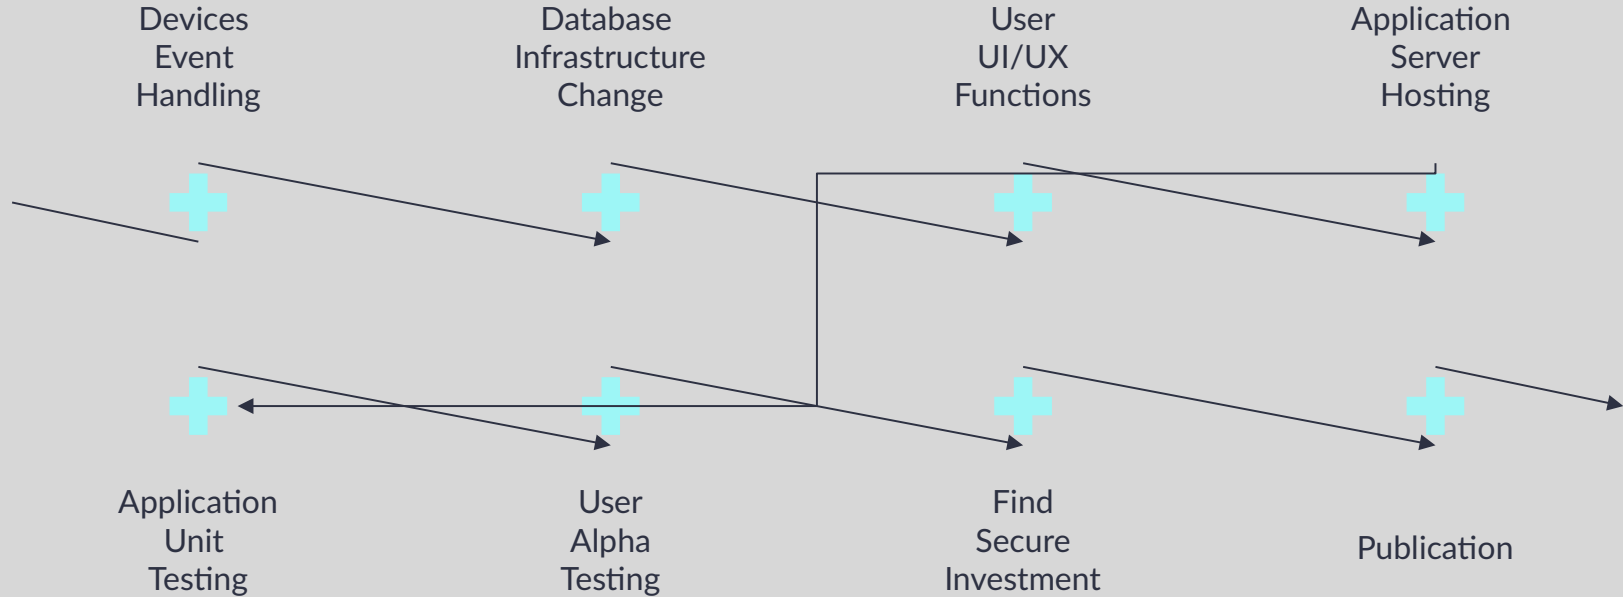 Devices
Event
Handling
Database
Infrastructure
Change
User
UI/UX
Functions
Application
Server
Hosting
Application
Unit
Testing
User
Alpha
Testing
Find
Secure
Investment
Publication